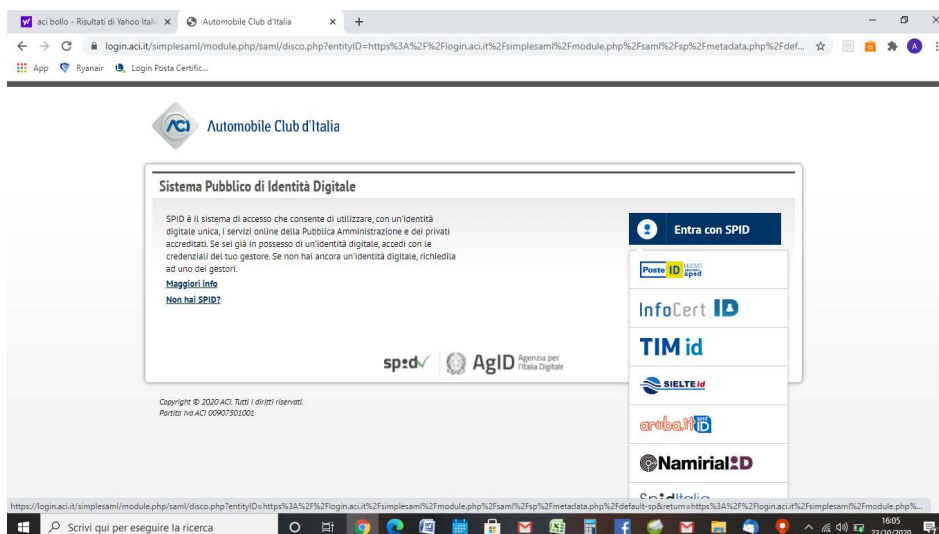 aci bollo - Risultati di Yahoo Itali
Automobile Club d'Italia
login.aci.it/simplesaml/module.php/saml/disco.php?entityID=https%3A%2F%2Flogin.aci.it%2Fsimplesaml%2Fmodule.php%2Fsaml%2Fsp%2Fmetadata.php%2Fdef...
A
App
Ryanair
Login Posta Certific...
ACI Automobile Club d'Italia
Sistema Pubblico di Identità Digitale
SPID è il sistema di accesso che consente di utilizzare, con un'identità
digitale unica, i servizi online della Pubblica Amministrazione e dei privati
accreditati. Se sei già in possesso di un'identità digitale, accedi con le
credenziali del tuo gestore. Se non hai ancora un'identità digitale, richiedila
ad uno dei gestori.
Maggiori info
Non hai SPID?
Entra con SPID
Poste ID NUOVO spid
InfoCert ID
TIM id
SIELTE id
aruba.it spid ID
Namirial ID
SpidItalia
spid
AgID Agenzia per
l'Italia Digitale
Copyright © 2020 ACI. Tutti i diritti riservati.
Partita Iva ACI 00907501001
https://login.aci.it/simplesaml/module.php/saml/disco.php?entityID=https%3A%2F%2Flogin.aci.it%2Fsimplesaml%2Fmodule.php%2Fsaml%2Fsp%2Fmetadata.php%2Fdefault-sp&return=https%3A%2F%2Flogin.aci.it%2Fsimplesaml%2Fmodule.php%...
Scrivi qui per eseguire la ricerca
16:05
22/10/2020